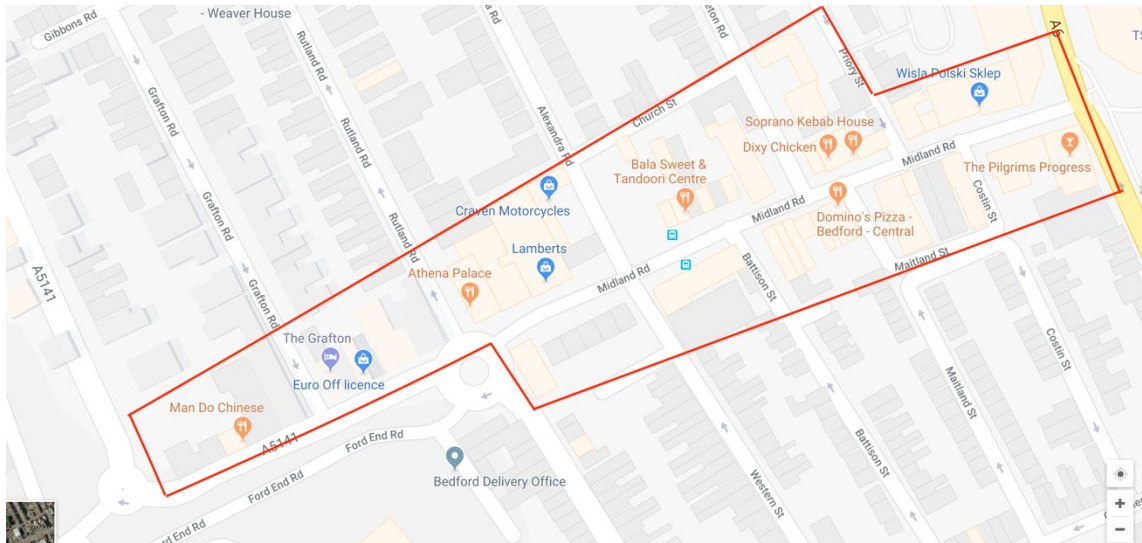 - Weaver House
Gibbons Rd
Grafton Rd
Rutland Rd
Rutland Rd
Alexandra Rd
Church St
Priory St
A6
Wisla Polski Sklep
Soprano Kebab House
Dixy Chicken
Midland Rd
The Pilgrims Progress
Bala Sweet &
Tandoori Centre
Craven Motorcycles
Midland Rd
Domino's Pizza -
Bedford - Central
Costin St
Maitland St
Grafton Rd
Rutland Rd
Lamberts
Athena Palace
Midland Rd
Battison St
A5141
Grafton Rd
The Grafton
Euro Off licence
Man Do Chinese
A5141
Ford End Rd
Ford End Rd
Ford End Rd
Bedford Delivery Office
Western St
Battison St
Maitland St
Costin St
+
−